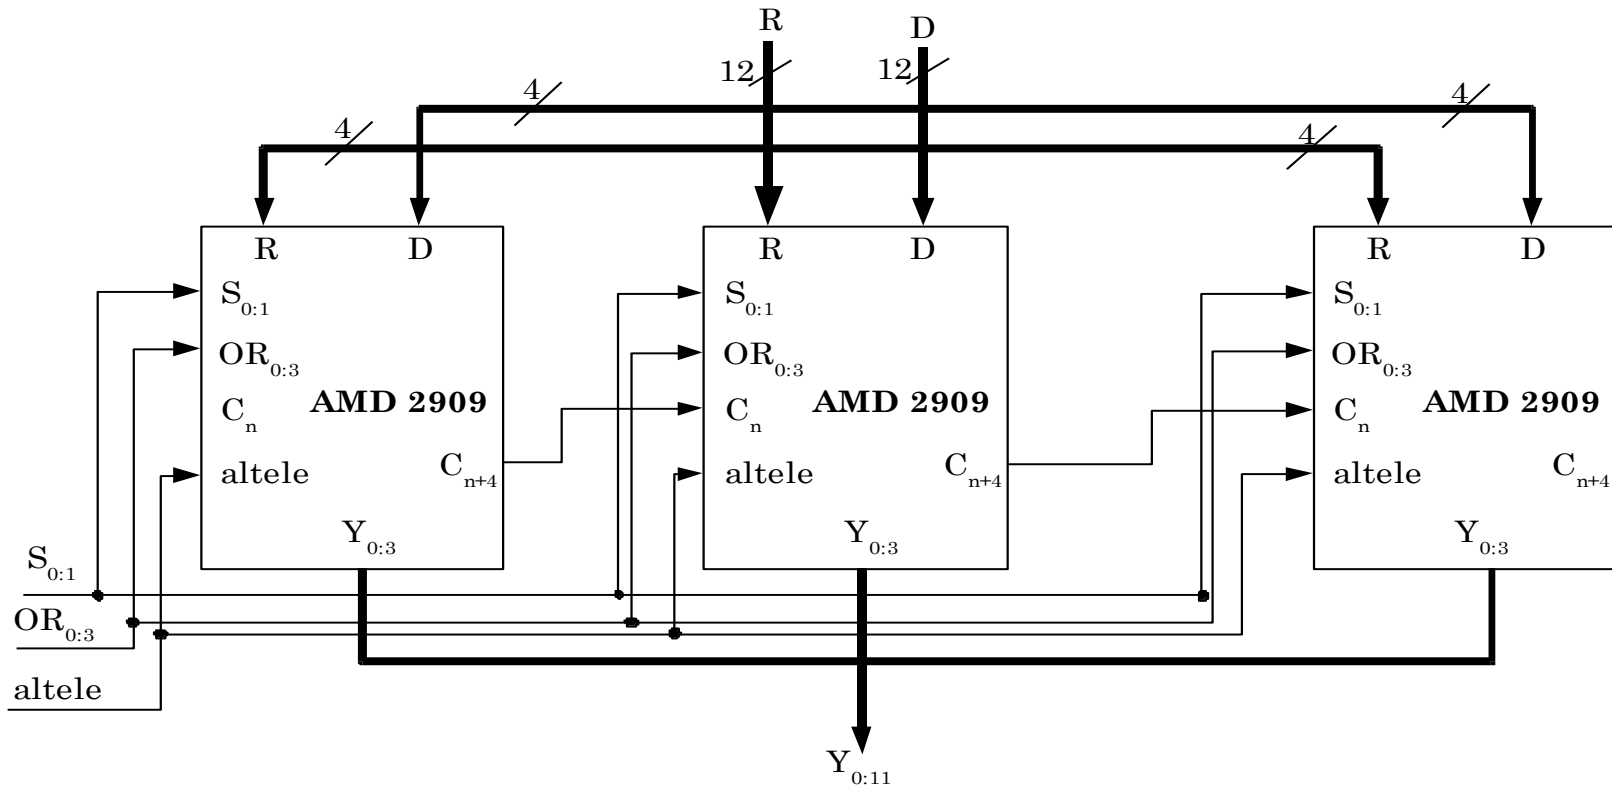 R
D
12
12
4
4
4
4
R D
S0:1
OR0:3
Cn
AMD 2909
altele
Cn+4
Y0:3
R D
S0:1
OR0:3
Cn
AMD 2909
altele
Cn+4
Y0:3
R D
S0:1
OR0:3
Cn
AMD 2909
altele
Cn+4
Y0:3
S0:1
OR0:3
altele
Y0:11